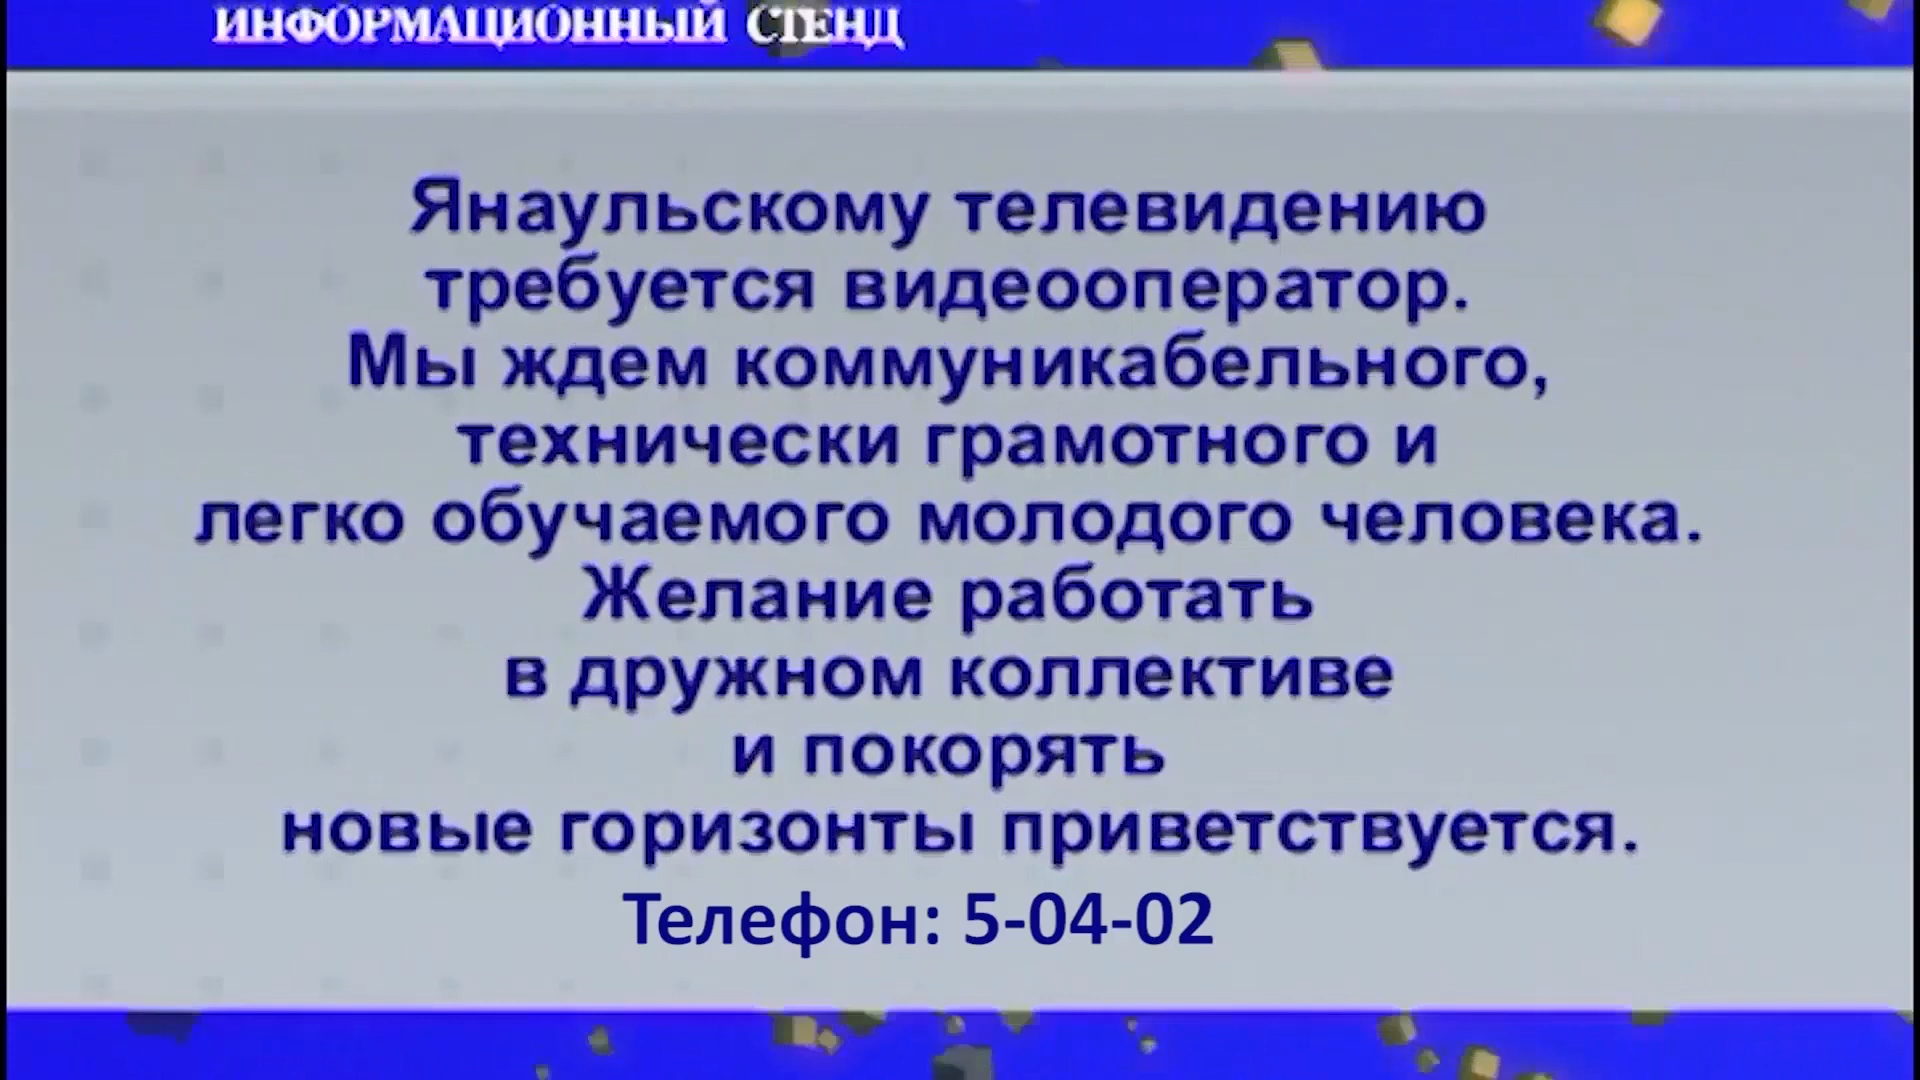 ИНФОРМАЦИОННЫЙ СТЕНД
Янаульскому телевидению
требуется видеооператор.
Мы ждем коммуникабельного,
технически грамотного и
легко обучаемого молодого человека.
Желание работать
в дружном коллективе
и покорять
новые горизонты приветствуется.
Телефон: 5-04-02